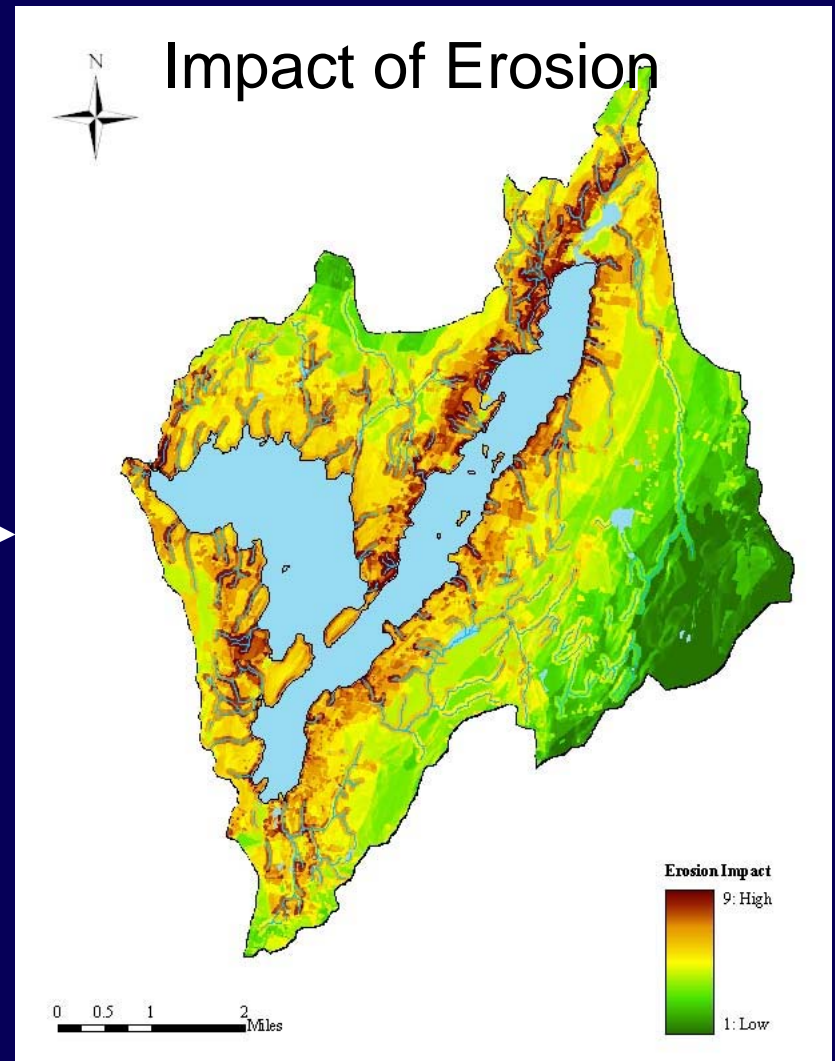 Impact of Erosion
N
Erosion Impact
9: High
1: Low
0 0.5 1 2
Miles